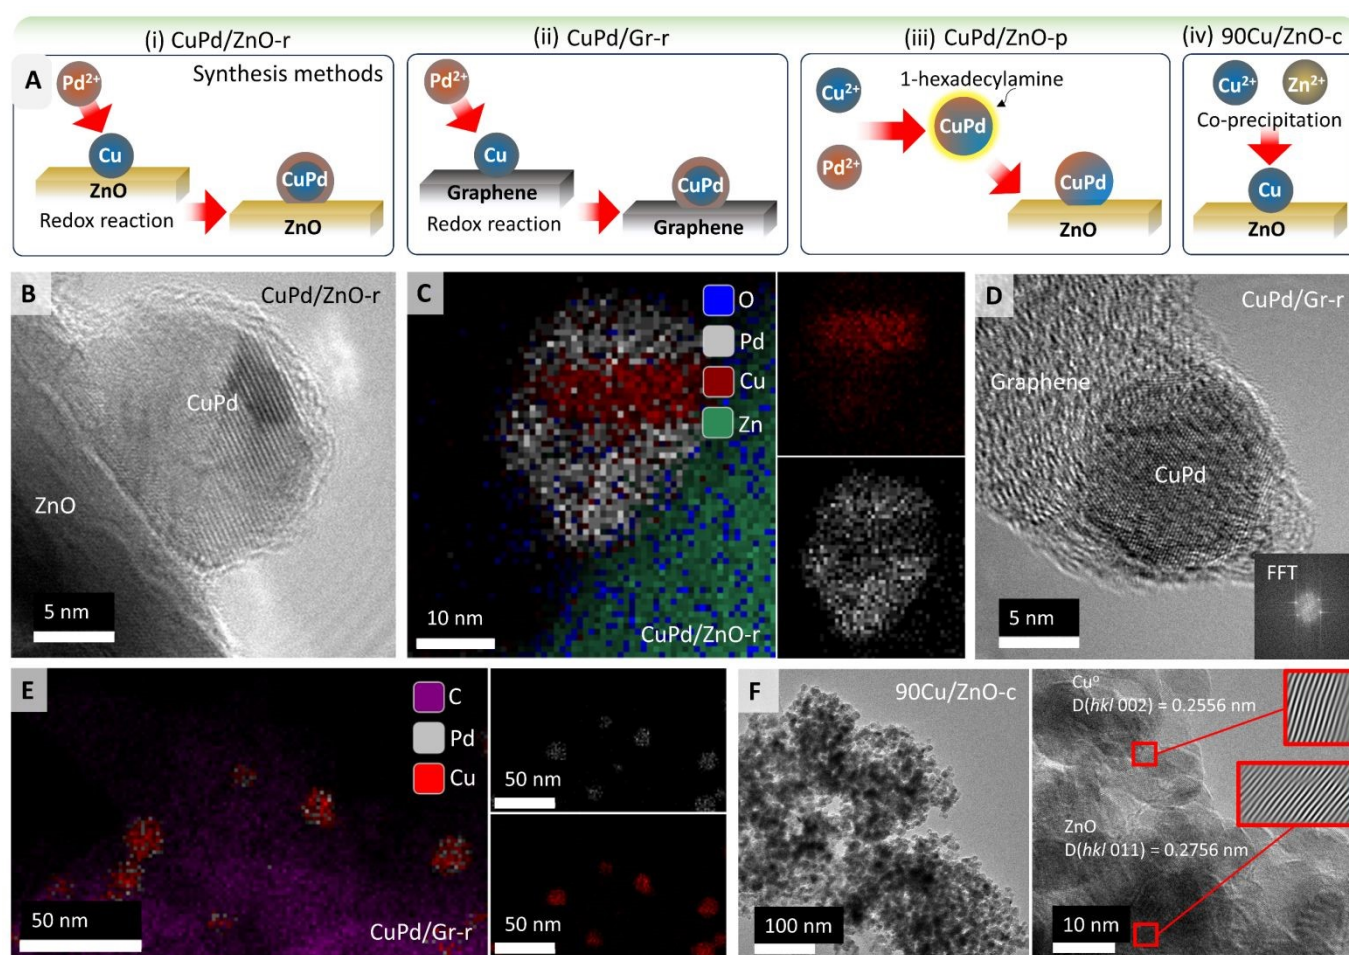 (i) CuPd/ZnO-r
(ii) CuPd/Gr-r
(iii) CuPd/ZnO-p
(iv) 90Cu/ZnO-c
A
Pd²⁺
Synthesis methods
Cu
ZnO
Redox reaction
CuPd
ZnO
Pd²⁺
Cu
Graphene
Redox reaction
CuPd
Graphene
Cu²⁺
Pd²⁺
1-hexadecylamine
CuPd
CuPd
ZnO
Cu²⁺
Zn²⁺
Co-precipitation
Cu
ZnO
B
CuPd/ZnO-r
CuPd
ZnO
5 nm
C
O
Pd
Cu
Zn
10 nm
CuPd/ZnO-r
D
CuPd/Gr-r
Graphene
CuPd
5 nm
FFT
E
C
Pd
Cu
50 nm
CuPd/Gr-r
50 nm
50 nm
F
90Cu/ZnO-c
100 nm
Cu⁰
D(hkl 002) = 0.2556 nm
ZnO
D(hkl 011) = 0.2756 nm
10 nm